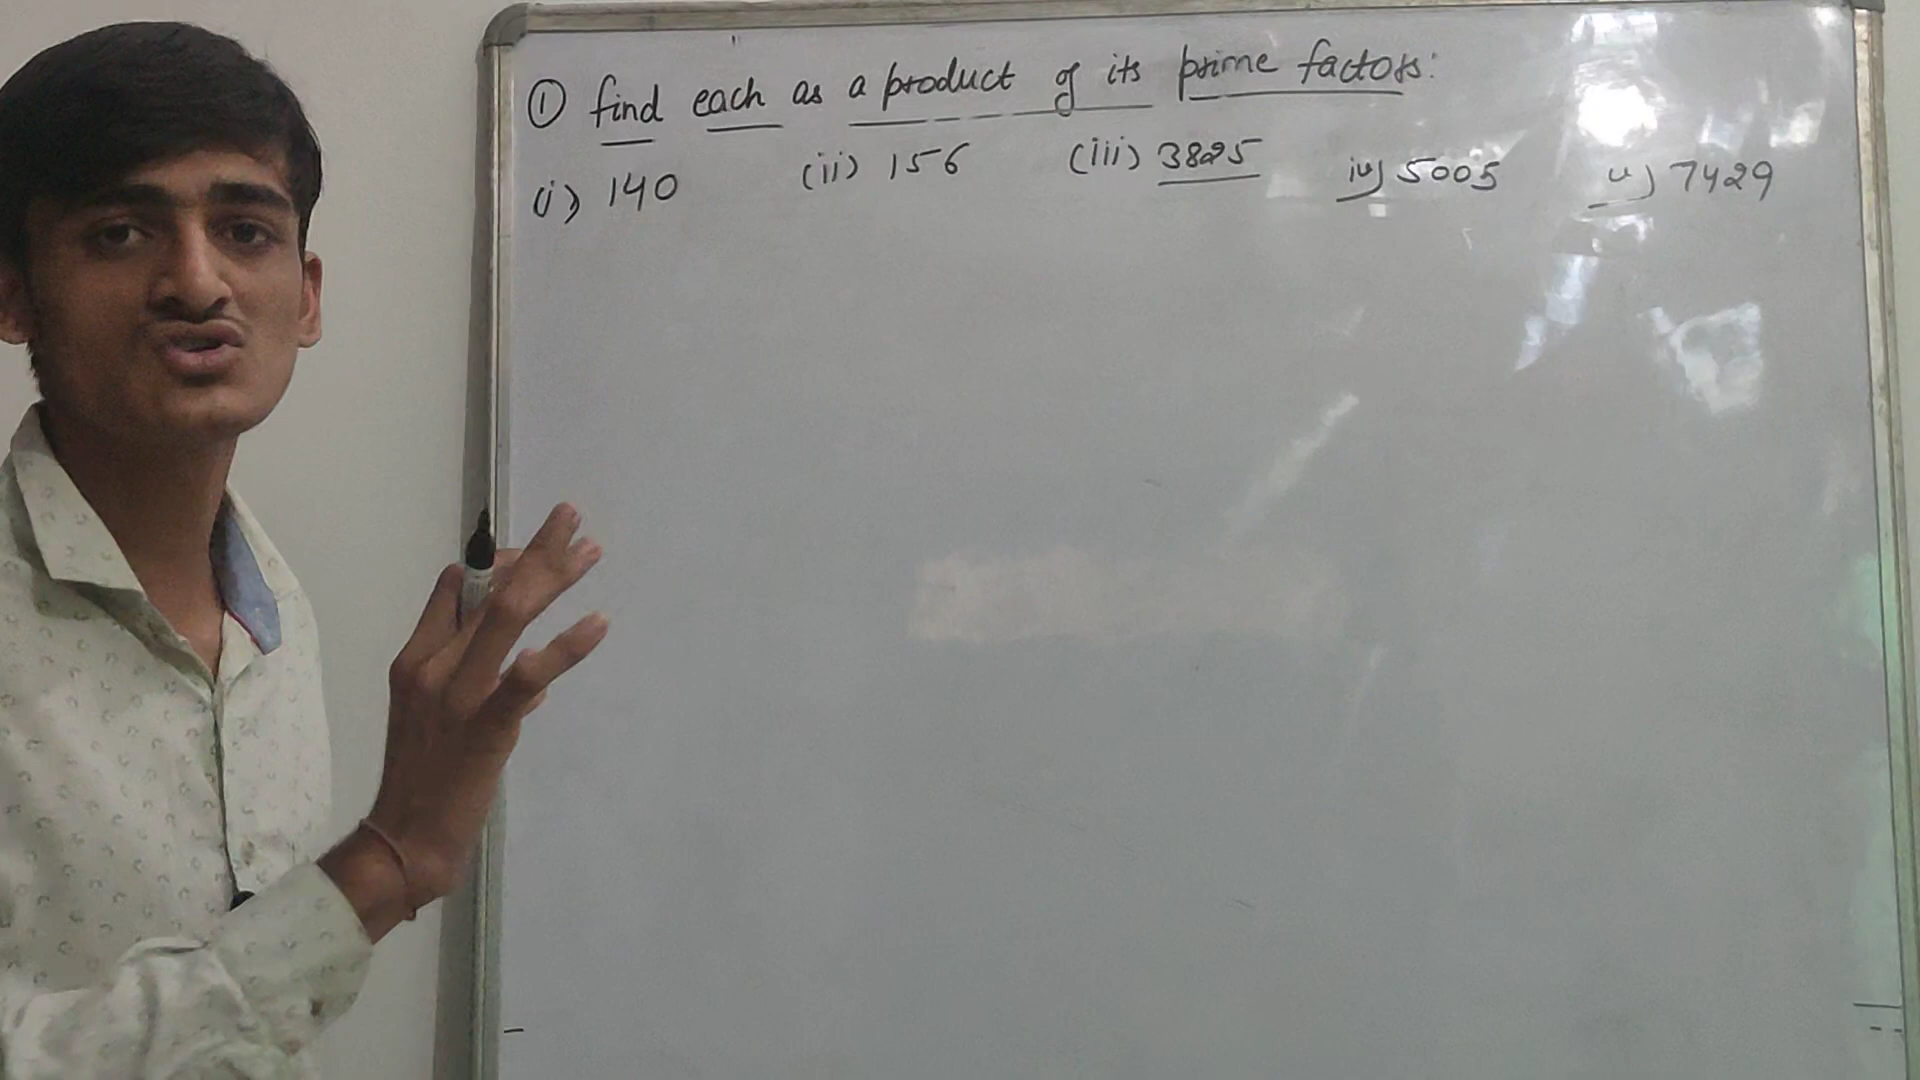 ① find each as a product of its prime factors:
(i) 140 (ii) 156 (iii) 3825 iv) 5005 v) 7429